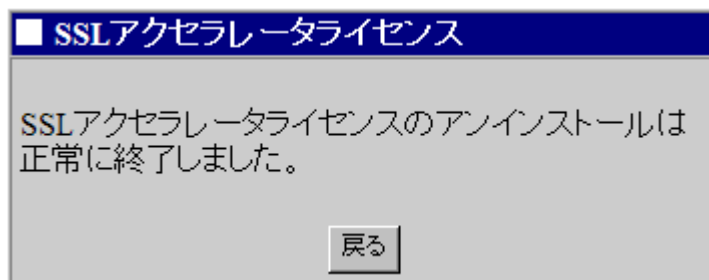 ■ SSLアクセラレータライセンス
SSLアクセラレータライセンスのアンインストールは
正常に終了しました。
戻る